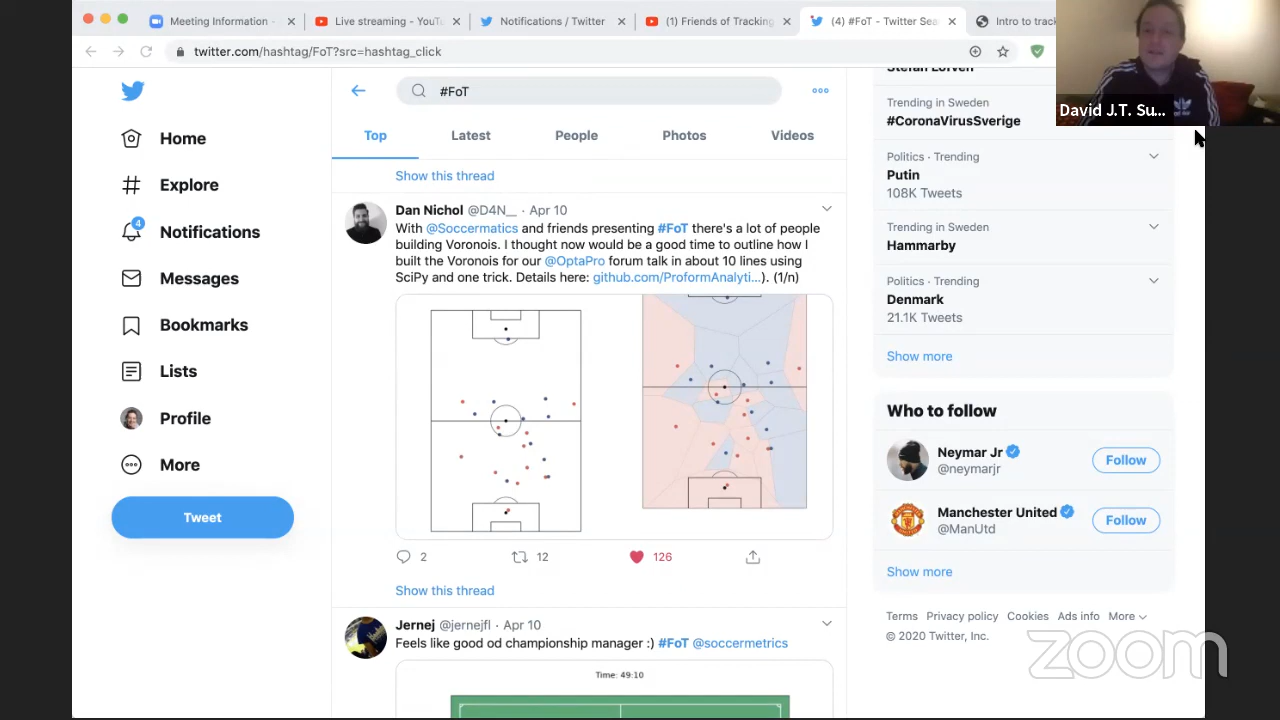 Meeting Information -
Live streaming - YouTu
Notifications / Twitter
(1) Friends of Tracking
(4) #FoT - Twitter Sea
Intro to track
twitter.com/hashtag/FoT?src=hashtag_click
David J.T. Su...
#FoT
Home
Explore
4
Notifications
Messages
Bookmarks
Lists
Profile
More
Tweet
Top
Latest
People
Photos
Videos
Show this thread
Dan Nichol @D4N__ · Apr 10
With @Soccermatics and friends presenting #FoT there's a lot of people
building Voronois. I thought now would be a good time to outline how I
built the Voronois for our @OptaPro forum talk in about 10 lines using
SciPy and one trick. Details here: github.com/ProformAnalyti...). (1/n)
2
12
126
Show this thread
Jernej @jernejfl · Apr 10
Feels like good od championship manager :) #FoT @soccermetrics
Time: 49:10
Stefan Löfven
Trending in Sweden
#CoronaVirusSverige
Politics · Trending
Putin
108K Tweets
Trending in Sweden
Hammarby
Politics · Trending
Denmark
21.1K Tweets
Show more
Who to follow
Neymar Jr
@neymarjr
Follow
Manchester United
@ManUtd
Follow
Show more
Terms Privacy policy Cookies Ads info More
© 2020 Twitter, Inc.
zoom